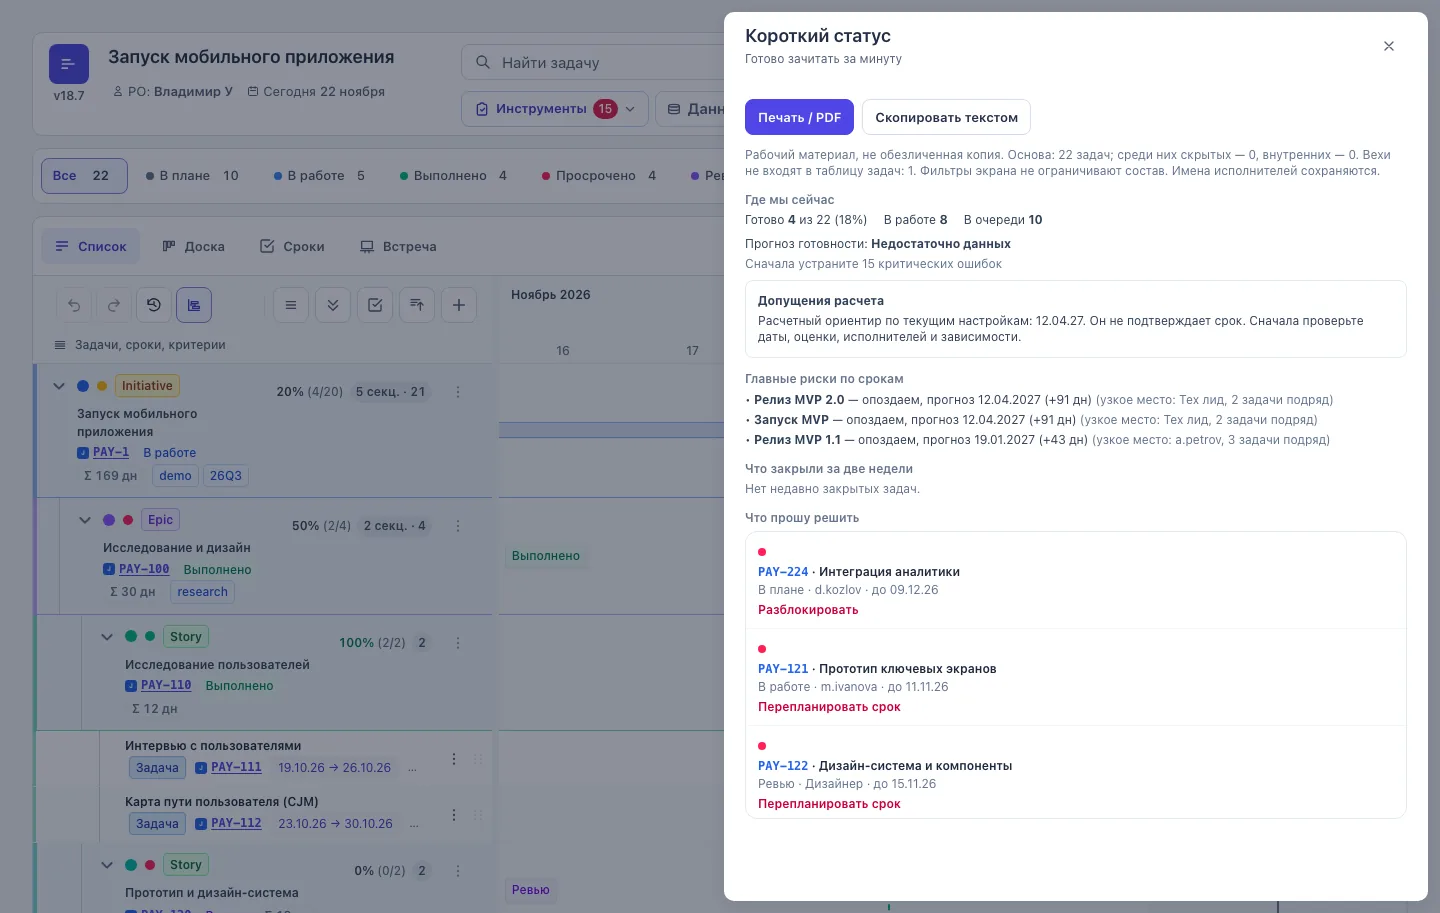 Запуск мобильного приложения
v18.7
PO: Владимир У
Сегодня 22 ноября
Найти задачу
Инструменты 15
Данн
Все 22
В плане 10
В работе 5
Выполнено 4
Просрочено 4
Рев
Список
Доска
Сроки
Встреча
Ноябрь 2026
Задачи, сроки, критерии
16
17
Initiative
20% (4/20)
5 секц. · 21
Запуск мобильного
приложения
PAY-1 В работе
Σ 169 дн demo 26Q3
Epic
50% (2/4)
2 секц. · 4
Исследование и дизайн
PAY-100 Выполнено
Σ 30 дн research
Выполнено
Story
100% (2/2) 2
Исследование пользователей
PAY-110 Выполнено
Σ 12 дн
Интервью с пользователями
Задача PAY-111 19.10.26 → 26.10.26 ...
Карта пути пользователя (CJM)
Задача PAY-112 23.10.26 → 30.10.26 ...
Story
0% (0/2) 2
Прототип и дизайн-система
Ревью
Короткий статус
Готово зачитать за минуту
Печать / PDF
Скопировать текстом
Рабочий материал, не обезличенная копия. Основа: 22 задач; среди них скрытых — 0, внутренних — 0. Вехи
не входят в таблицу задач: 1. Фильтры экрана не ограничивают состав. Имена исполнителей сохраняются.
Где мы сейчас
Готово 4 из 22 (18%) В работе 8 В очереди 10
Прогноз готовности: Недостаточно данных
Сначала устраните 15 критических ошибок
Допущения расчета
Расчетный ориентир по текущим настройкам: 12.04.27. Он не подтверждает срок. Сначала проверьте
даты, оценки, исполнителей и зависимости.
Главные риски по срокам
· Релиз MVP 2.0 — опоздаем, прогноз 12.04.2027 (+91 дн) (узкое место: Тех лид, 2 задачи подряд)
· Запуск MVP — опоздаем, прогноз 12.04.2027 (+91 дн) (узкое место: Тех лид, 2 задачи подряд)
· Релиз MVP 1.1 — опоздаем, прогноз 19.01.2027 (+43 дн) (узкое место: a.petrov, 3 задачи подряд)
Что закрыли за две недели
Нет недавно закрытых задач.
Что прошу решить
PAY-224 · Интеграция аналитики
В плане · d.kozlov · до 09.12.26
Разблокировать
PAY-121 · Прототип ключевых экранов
В работе · m.ivanova · до 11.11.26
Перепланировать срок
PAY-122 · Дизайн-система и компоненты
Ревью · Дизайнер · до 15.11.26
Перепланировать срок